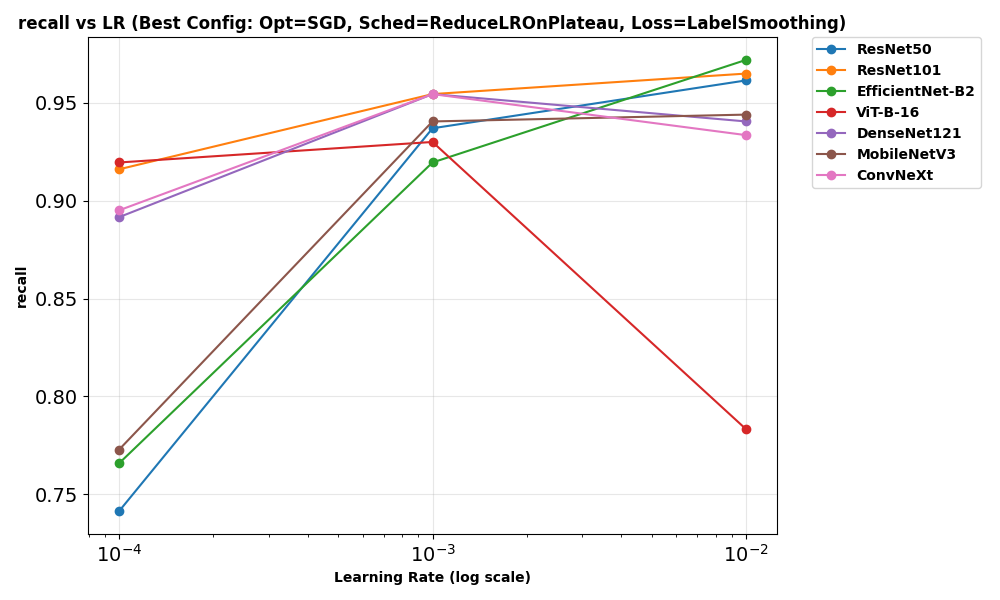 recall vs LR (Best Config: Opt=SGD, Sched=ReduceLROnPlateau, Loss=LabelSmoothing)
ResNet50
ResNet101
EfficientNet-B2
ViT-B-16
DenseNet121
MobileNetV3
ConvNeXt
recall
0.95
0.90
0.85
0.80
0.75
10⁻⁴ 10⁻³ 10⁻²
Learning Rate (log scale)